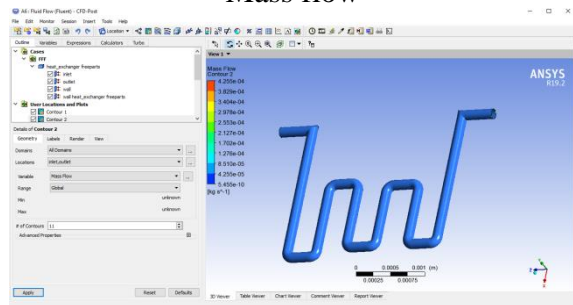 Mass flow
A6 : Fluid Flow (Fluent) - CFD-Post
File Edit Monitor Session Insert Tools Help
Location
Outline Variables Expressions Calculators Turbo
Cases
FFF
heat_exchanger freeparts
inlet
outlet
wall
wall heat_exchanger freeparts
User Locations and Plots
Contour 1
Contour 2
Details of Contour 2
Geometry Labels Render View
Domains All Domains
Locations inlet,outlet
Variable Mass Flow
Range Global
Min unknown
Max unknown
# of Contours 11
Advanced Properties
Apply Reset Defaults
View 1
Mass Flow
Contour 2
4.255e-04
3.829e-04
3.404e-04
2.978e-04
2.553e-04
2.127e-04
1.702e-04
1.276e-04
8.510e-05
4.255e-05
5.455e-10
[kg s^-1]
ANSYS
R19.2
0 0.0005 0.001 (m)
0.00025 0.00075
3D Viewer Table Viewer Chart Viewer Comment Viewer Report Viewer